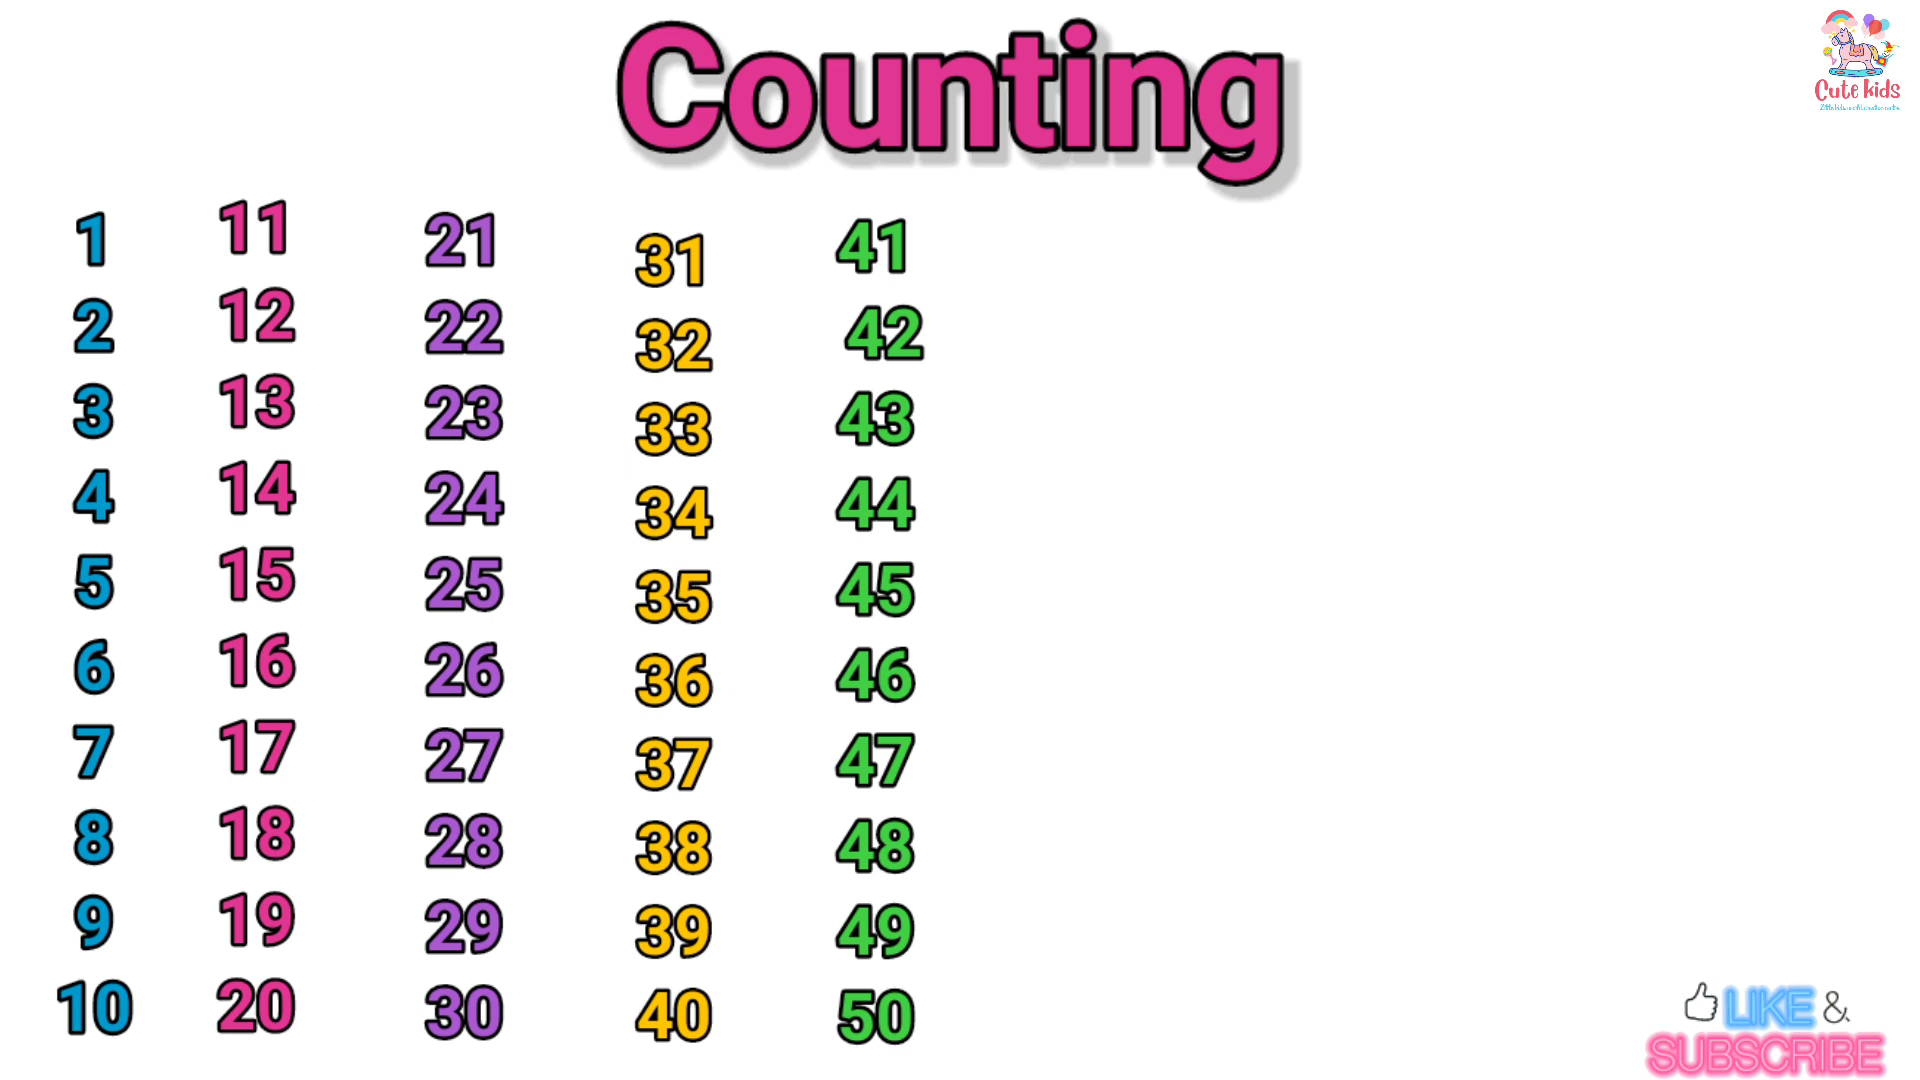 Counting
Cute kids
1 11 21 31 41
2 12 22 32 42
3 13 23 33 43
4 14 24 34 44
5 15 25 35 45
6 16 26 36 46
7 17 27 37 47
8 18 28 38 48
9 19 29 39 49
10 20 30 40 50
LIKE &
SUBSCRIBE